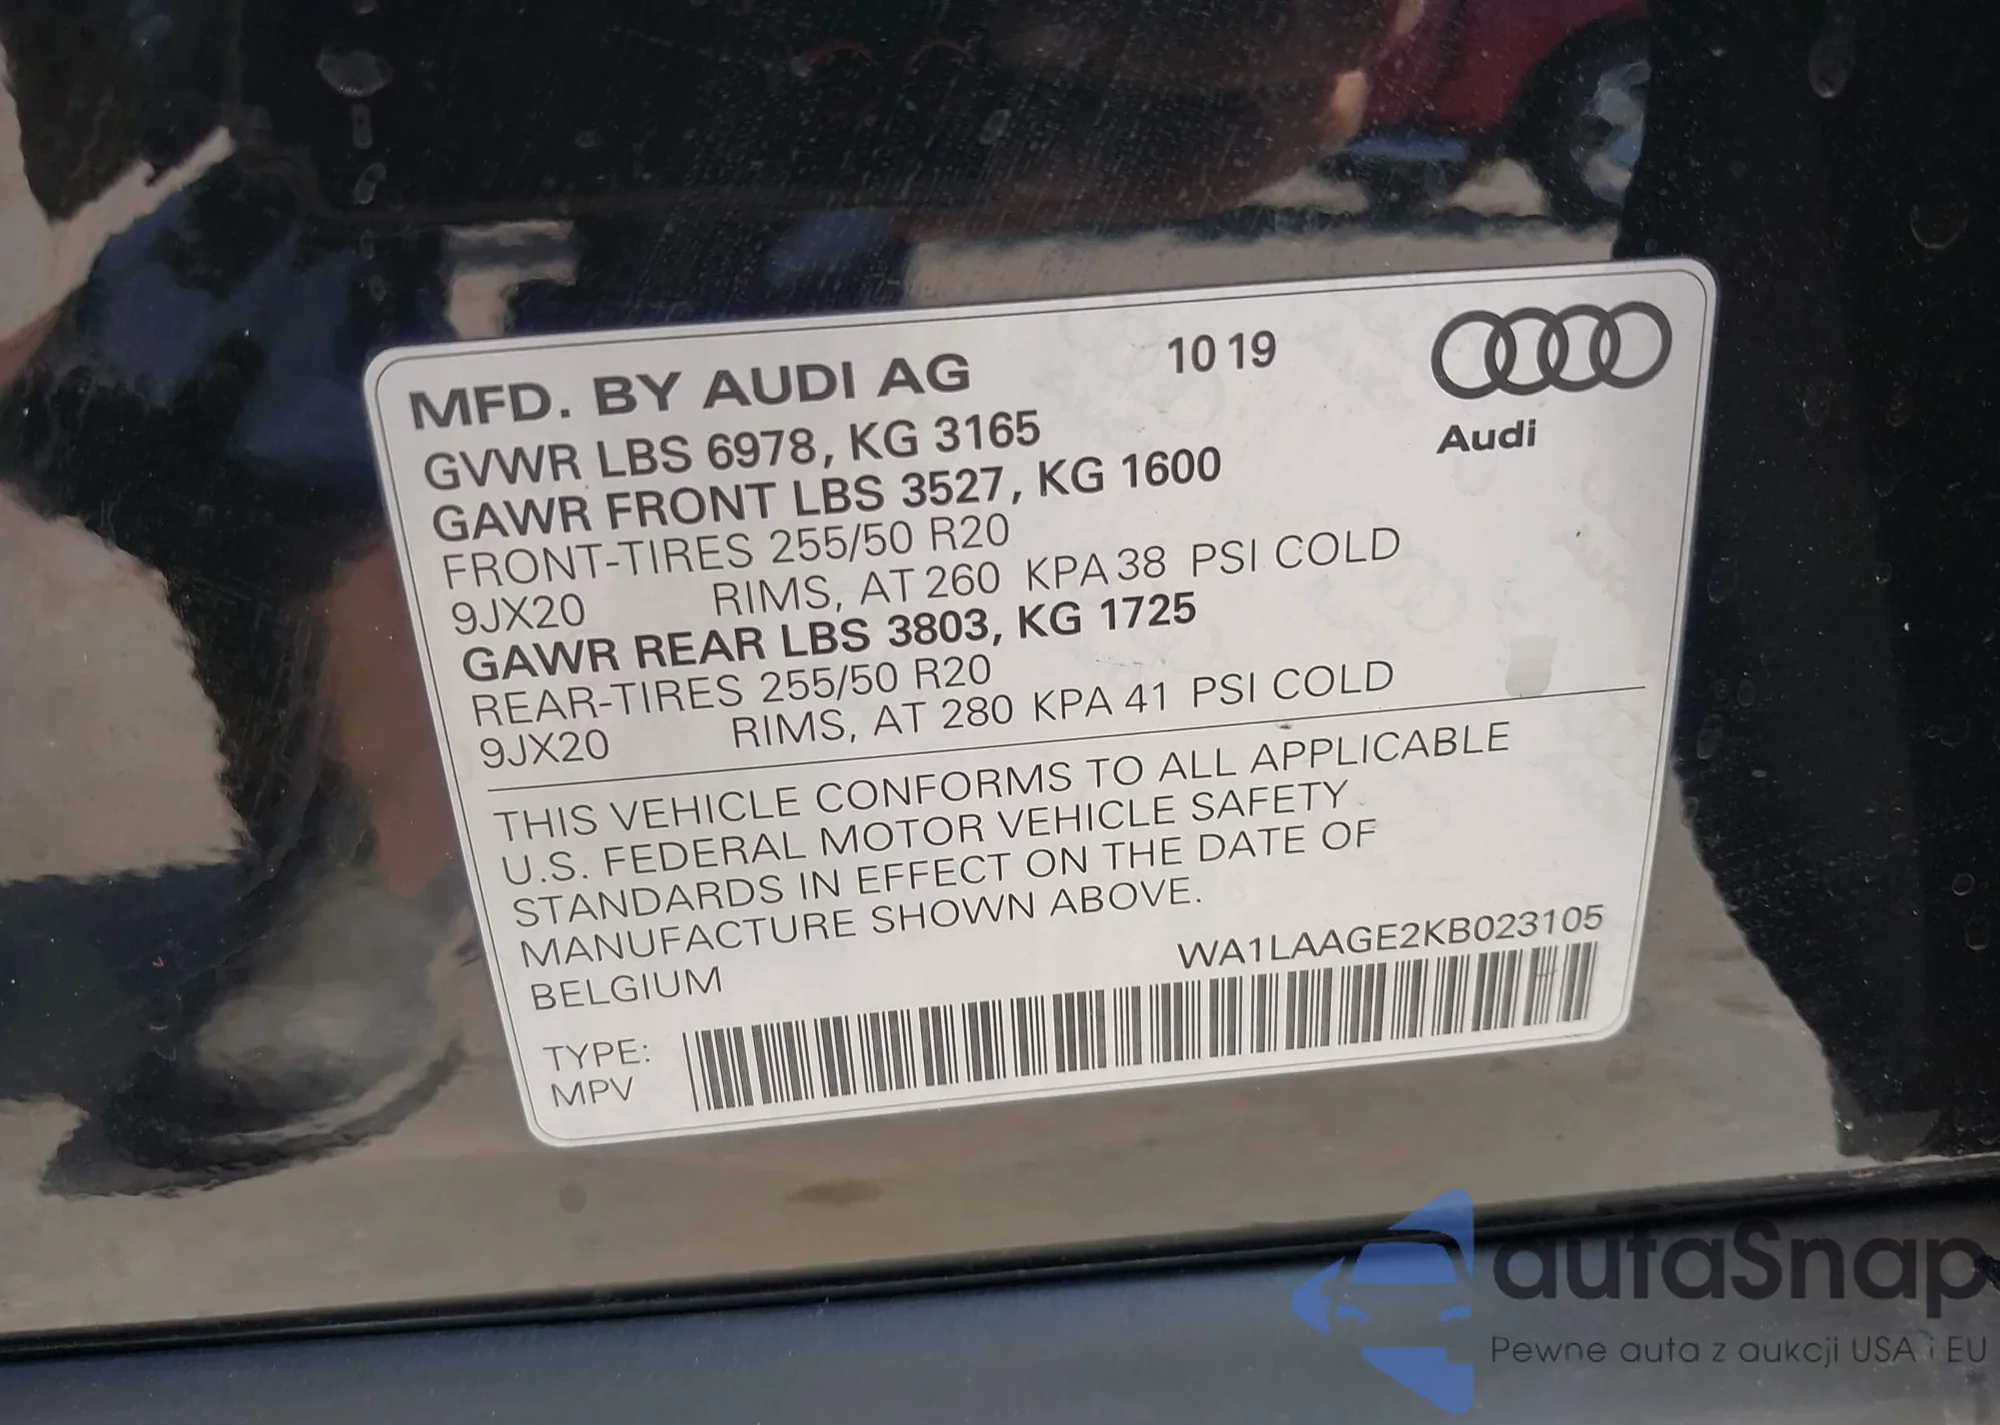 MFD. BY AUDI AG 10 19
Audi
GVWR LBS 6978, KG 3165
GAWR FRONT LBS 3527, KG 1600
FRONT-TIRES 255/50 R20
9JX20 RIMS, AT 260 KPA 38 PSI COLD
GAWR REAR LBS 3803, KG 1725
REAR-TIRES 255/50 R20
9JX20 RIMS, AT 280 KPA 41 PSI COLD
THIS VEHICLE CONFORMS TO ALL APPLICABLE
U.S. FEDERAL MOTOR VEHICLE SAFETY
STANDARDS IN EFFECT ON THE DATE OF
MANUFACTURE SHOWN ABOVE.
BELGIUM WA1LAAGE2KB023105
TYPE:
MPV
autaSnap
Pewne auta z aukcji USA i EU